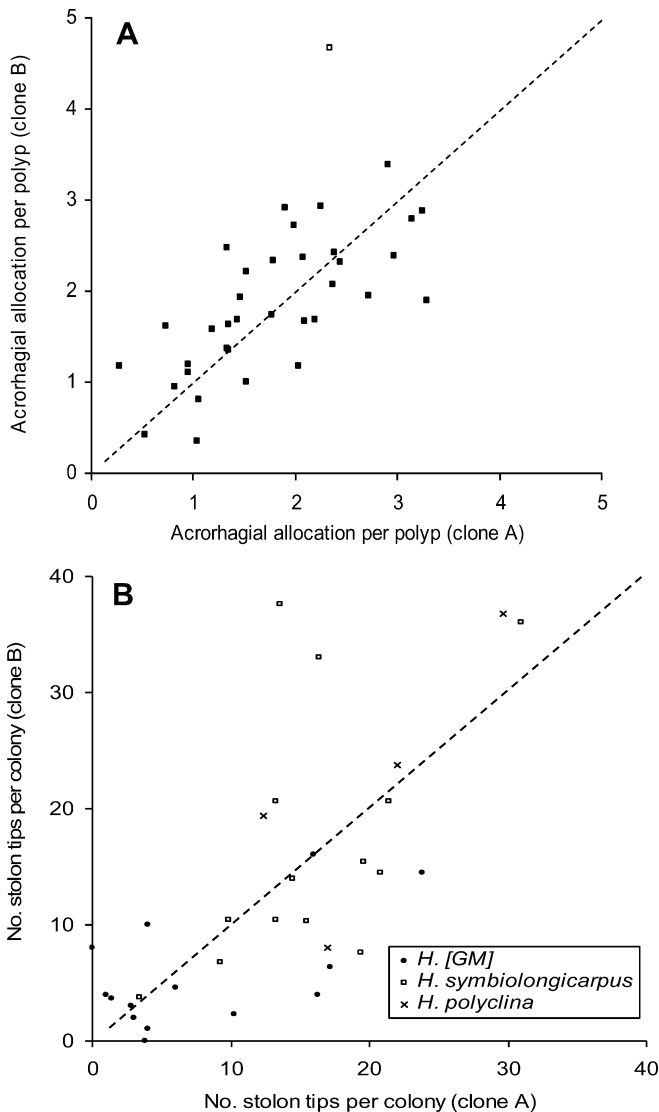 A
5
4
3
2
1
0
Acrorhagial allocation per polyp (clone B)
0 1 2 3 4 5
Acrorhagial allocation per polyp (clone A)
B
40
30
20
10
0
No. stolon tips per colony (clone B)
H. [GM]
H. symbiolongicarpus
H. polyclina
0 10 20 30 40
No. stolon tips per colony (clone A)